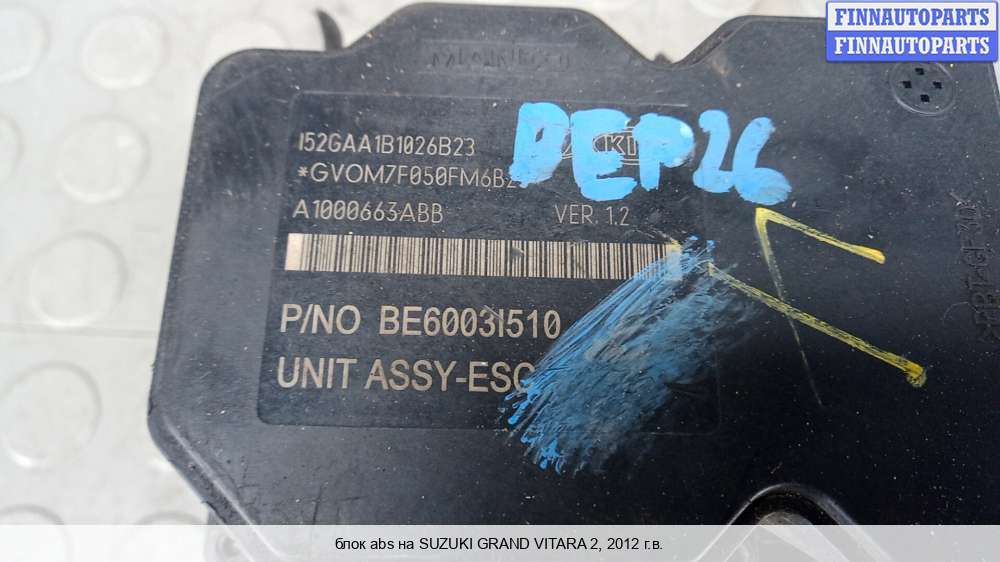 FINNAUTOPARTS
FINNAUTOPARTS
I52GAA1B1026B23
*GVOM7F050FM6B2
DEP26
A1000663ABB VER 1.2
P/NO BE6003I510
UNIT ASSY-ESC
блок abs на SUZUKI GRAND VITARA 2, 2012 г.в.